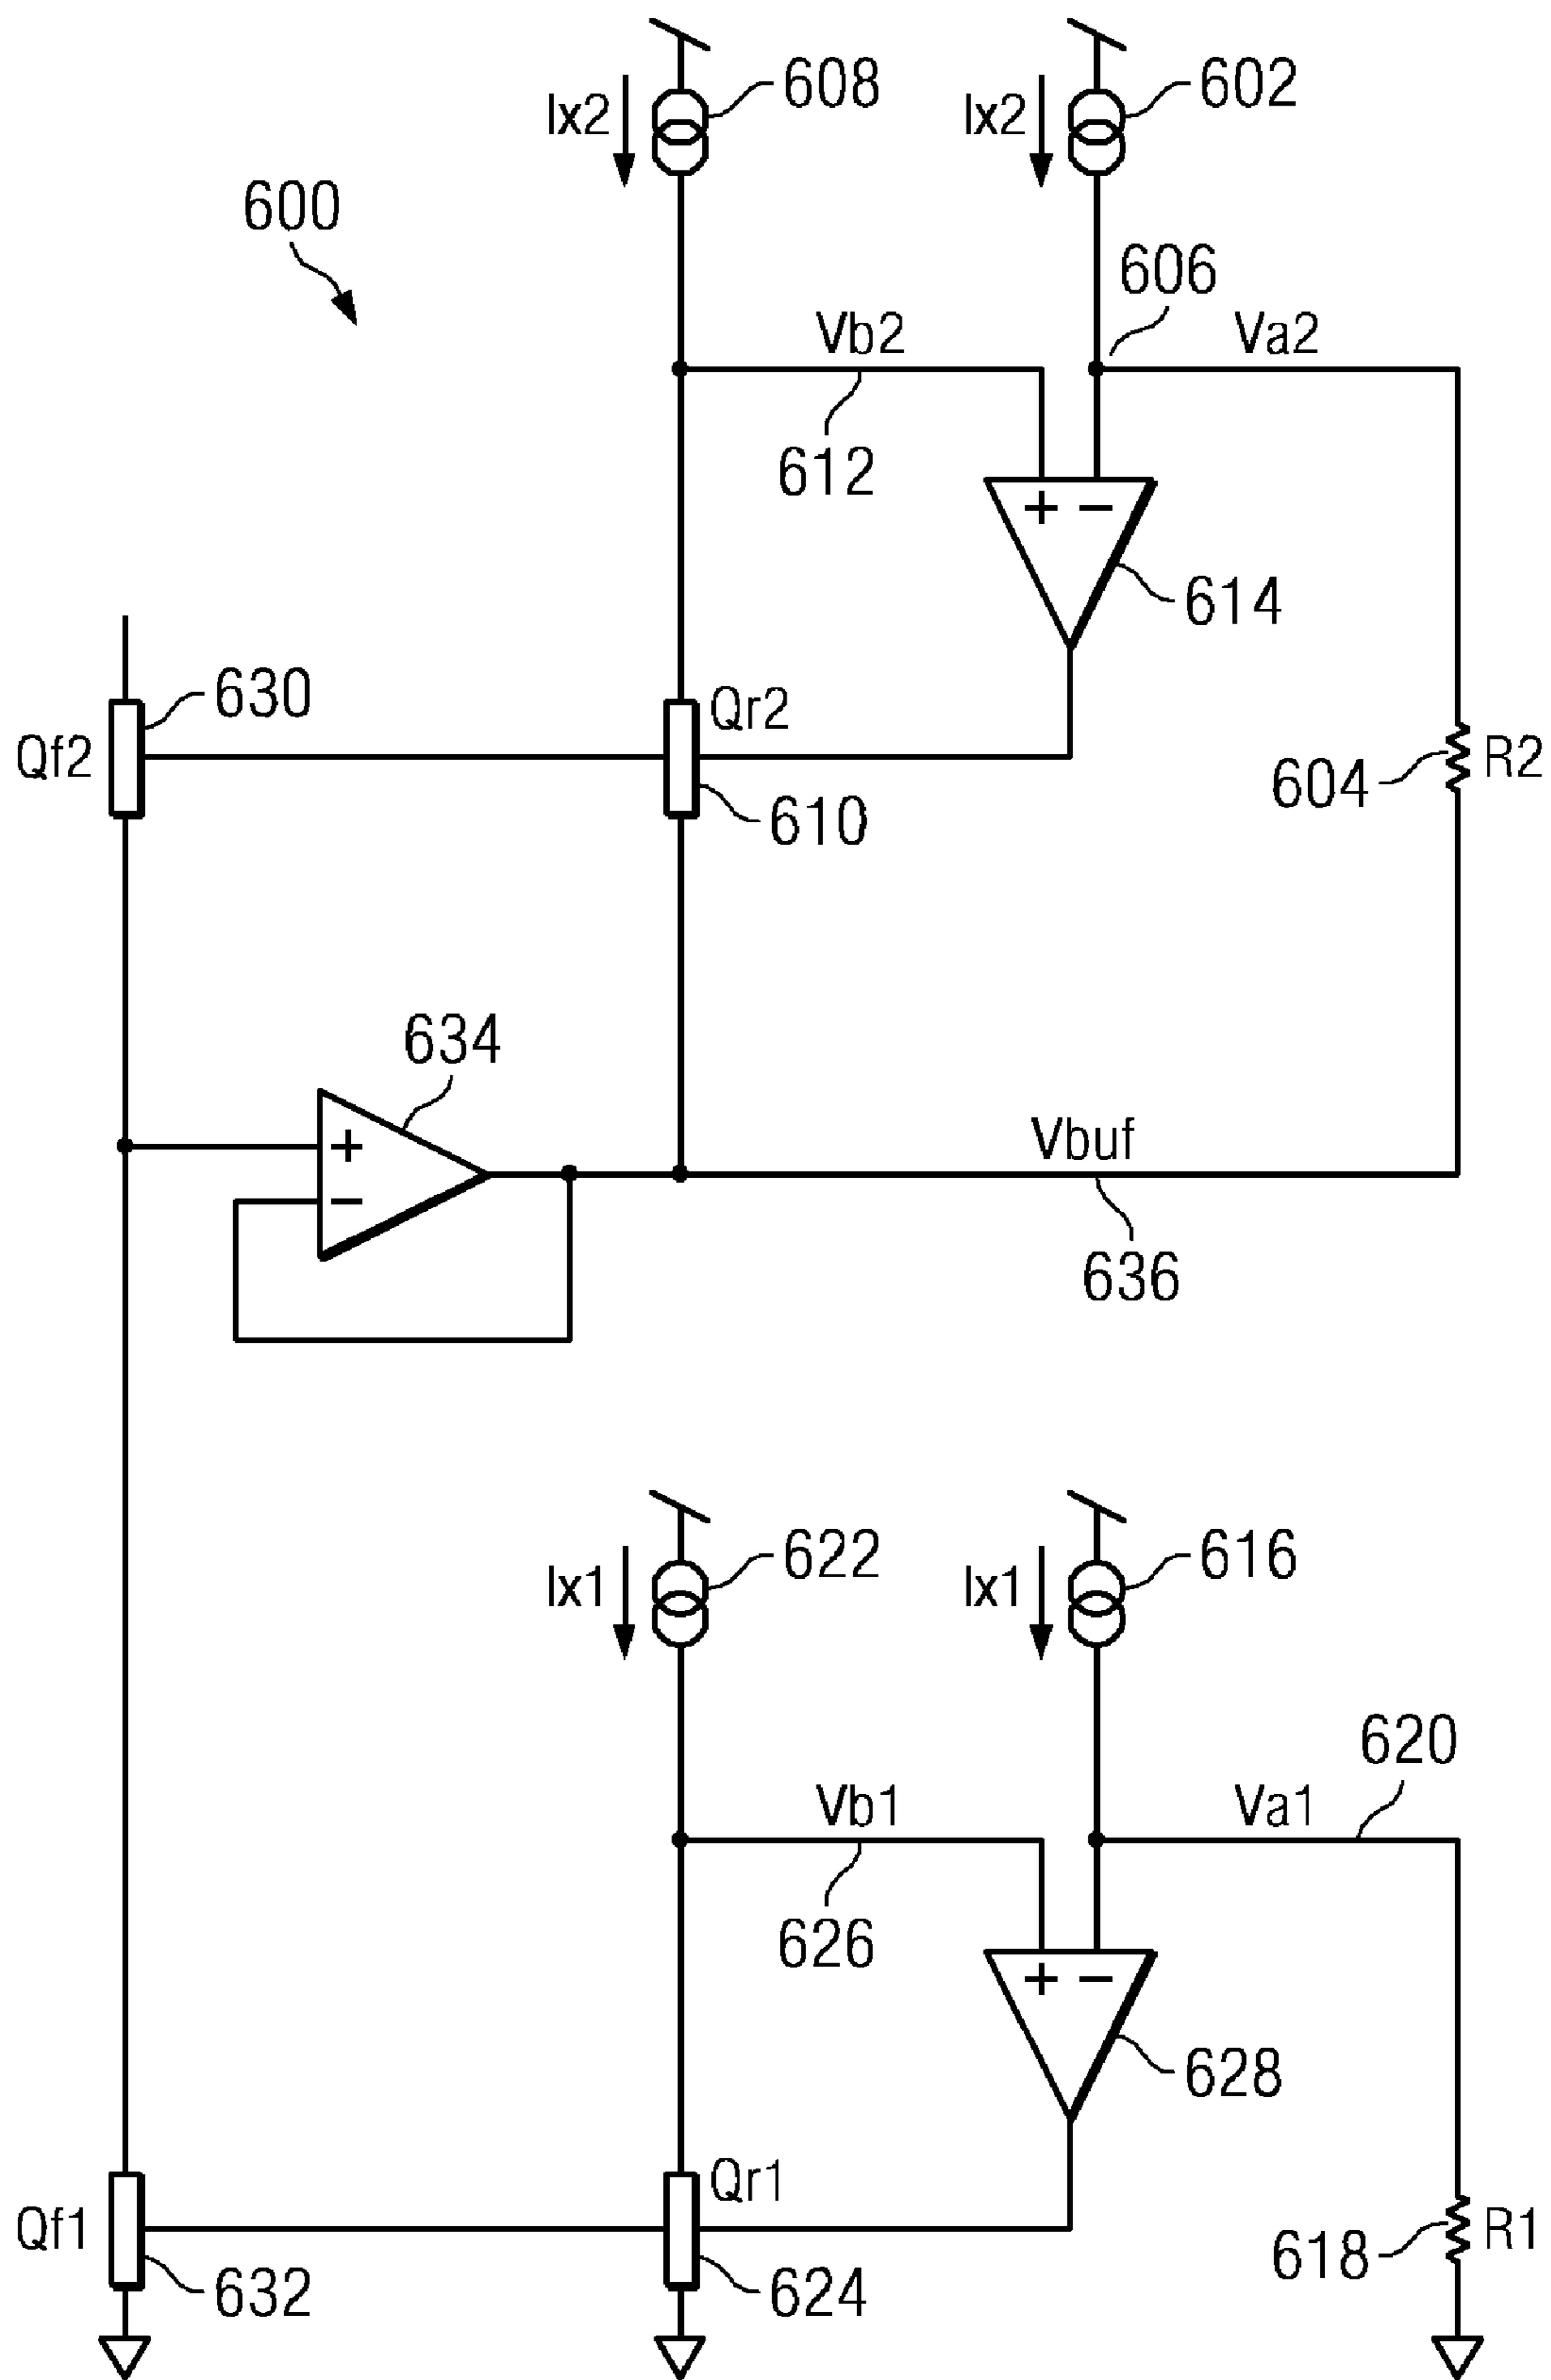 608
602
Ix2
Ix2
600
606
Vb2
Va2
612
+ −
614
630
Qr2
Qf2
604
R2
610
634
+
Vbuf
−
636
622
616
Ix1
Ix1
620
Vb1
Va1
626
+ −
628
Qr1
Qf1
618
R1
632
624